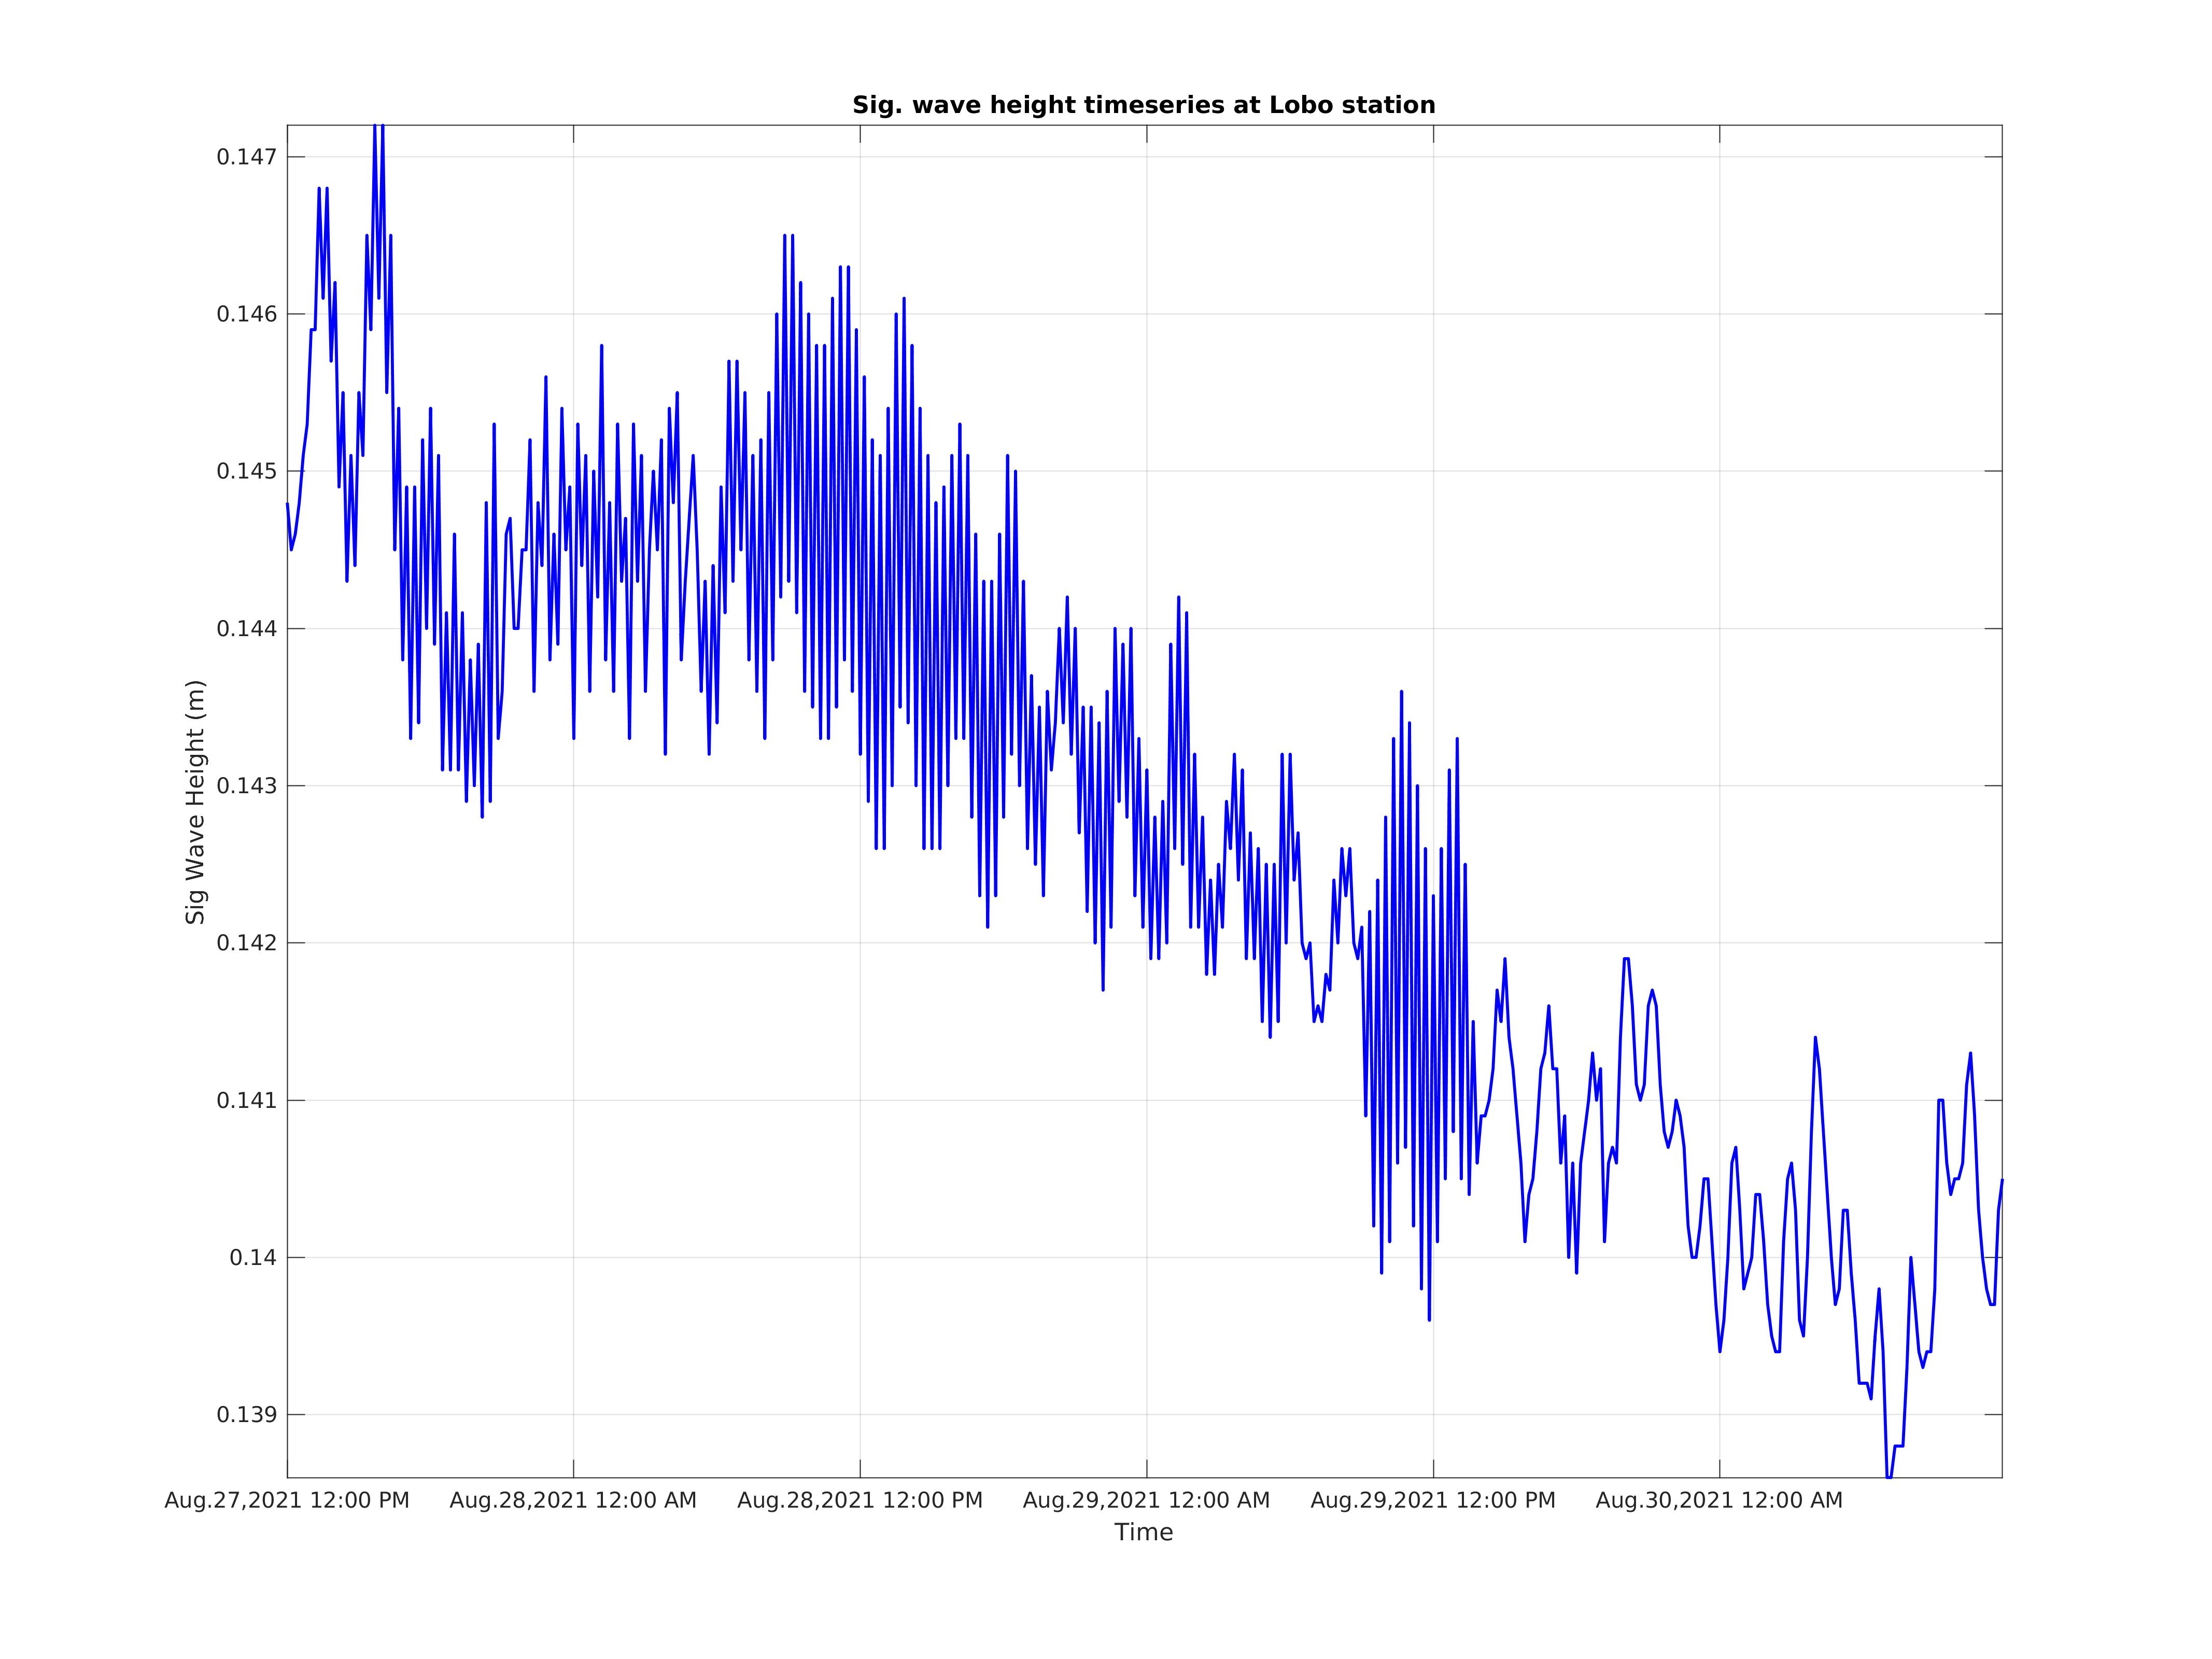 Sig. wave height timeseries at Lobo station
0.147
0.146
0.145
0.144
0.143
0.142
0.141
0.14
0.139
Sig Wave Height (m)
Aug.27,2021 12:00 PM
Aug.28,2021 12:00 AM
Aug.28,2021 12:00 PM
Aug.29,2021 12:00 AM
Aug.29,2021 12:00 PM
Aug.30,2021 12:00 AM
Time